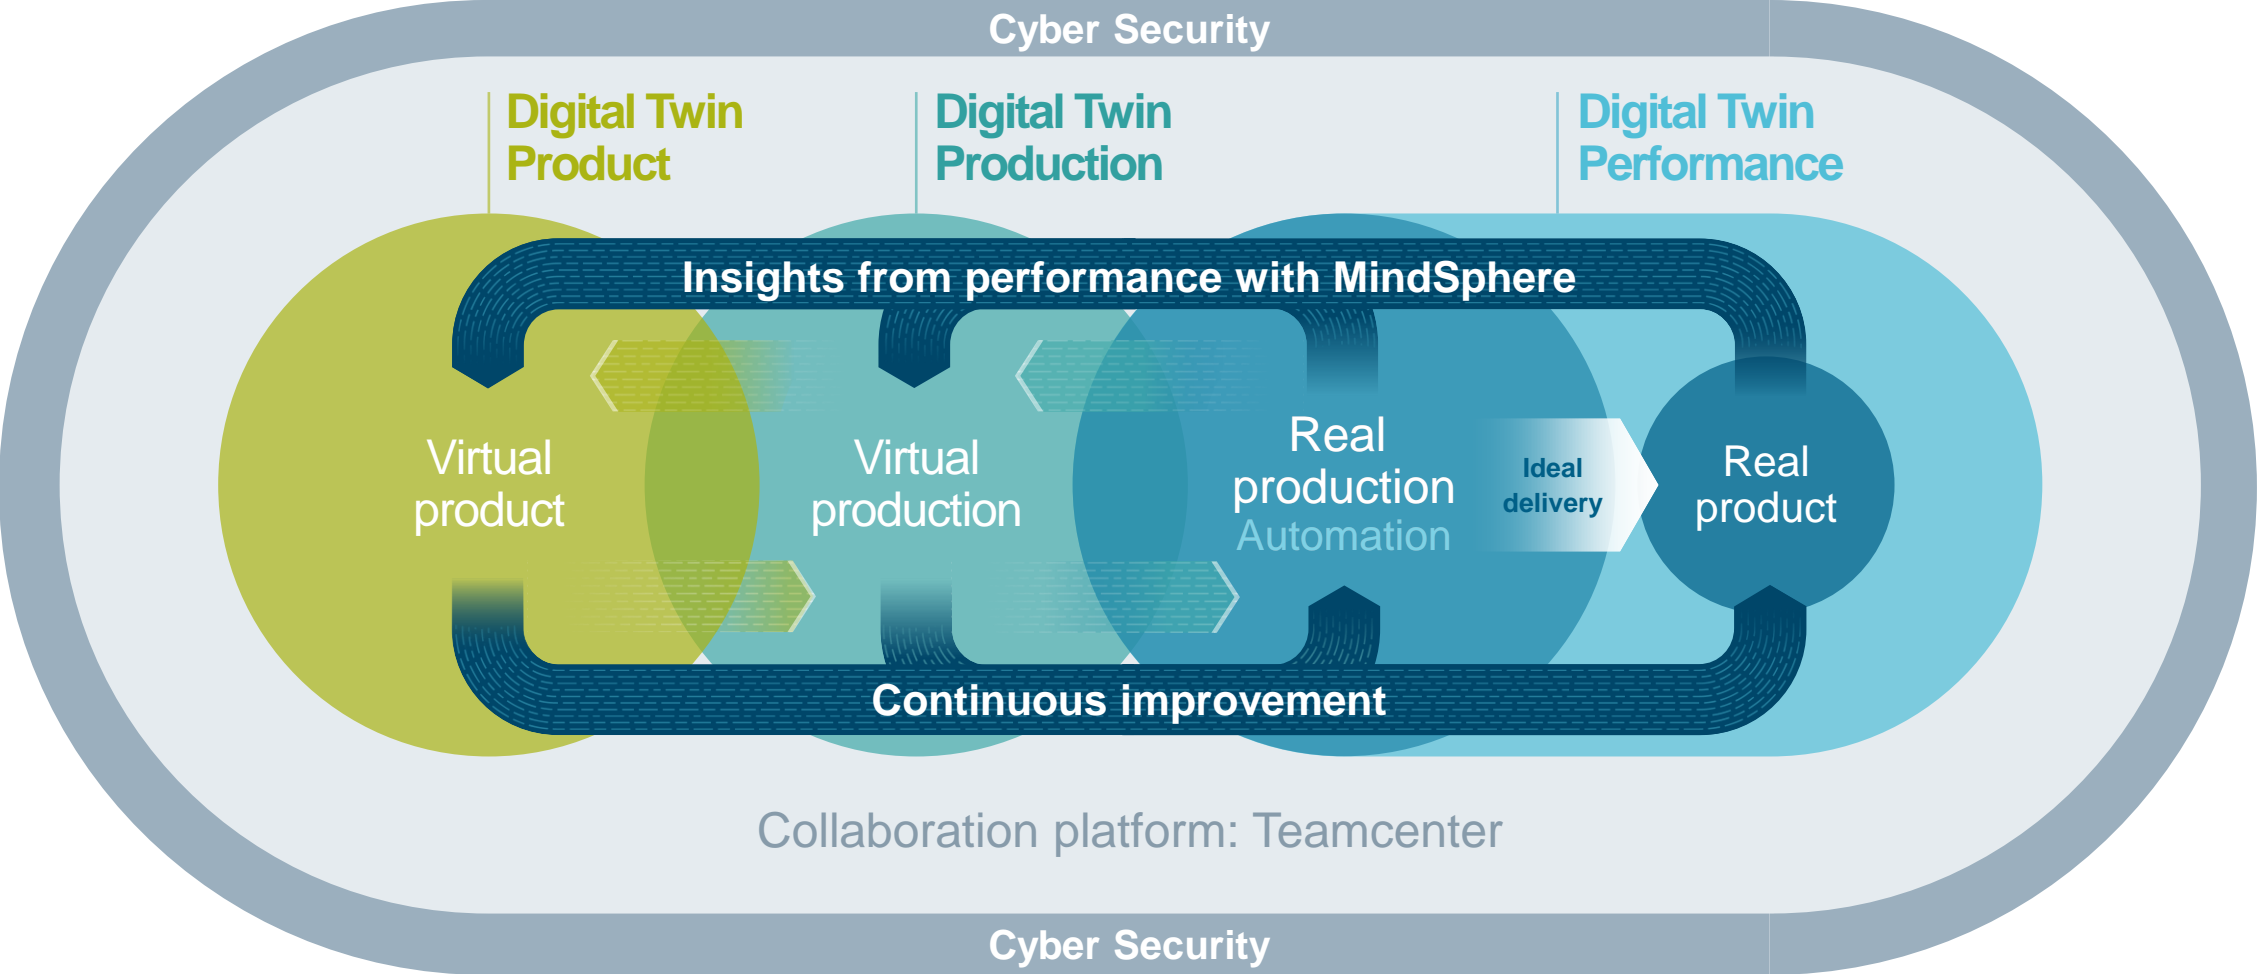 Cyber Security
Digital Twin
Product
Digital Twin
Production
Digital Twin
Performance
Insights from performance with MindSphere
Virtual
product
Virtual
production
Real
production
Automation
Ideal
delivery
Real
product
Continuous improvement
Collaboration platform: Teamcenter
Cyber Security